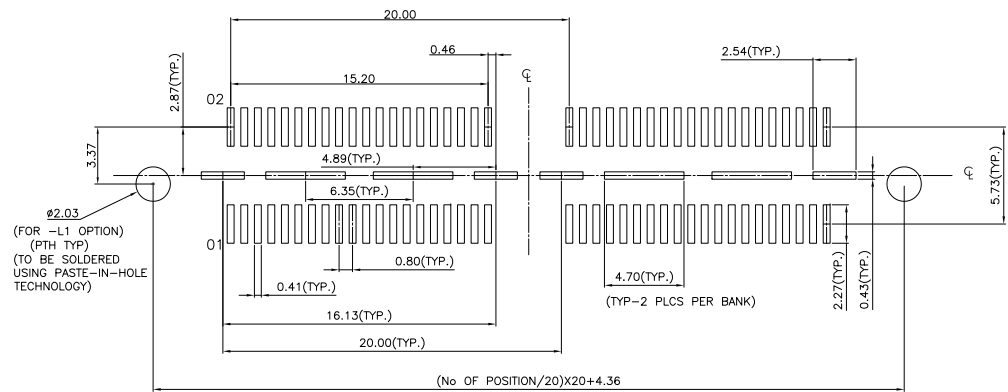 20.00
0.46
2.54(TYP.)
15.20
2.87(TYP.)
02
3.37
4.89(TYP.)
6.35(TYP.)
5.73(TYP.)
ø2.03
(FOR -L1 OPTION)
(PTH TYP)
(TO BE SOLDERED
USING PASTE-IN-HOLE
TECHNOLOGY)
01
0.80(TYP.)
0.41(TYP.)
4.70(TYP.)
(TYP-2 PLCS PER BANK)
2.27(TYP.)
0.43(TYP.)
16.13(TYP.)
20.00(TYP.)
(No OF POSITION/20)X20+4.36